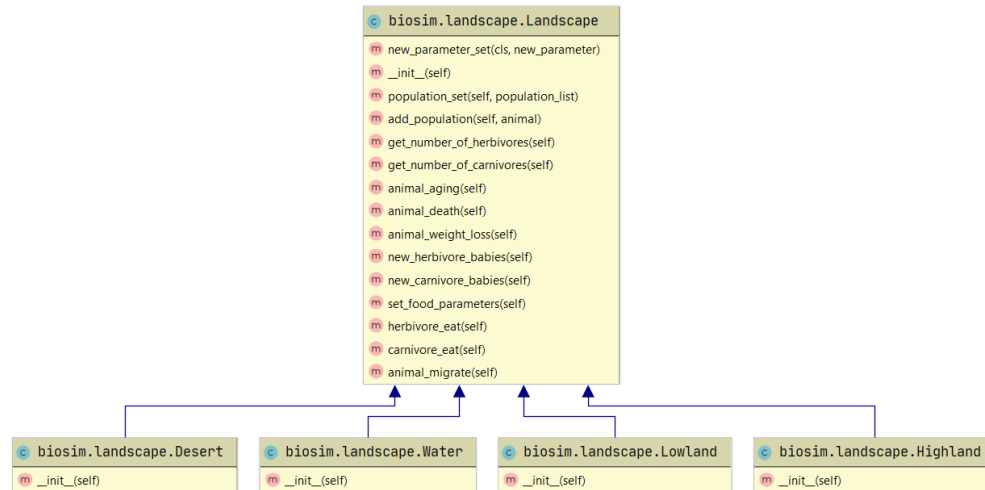 c biosim.landscape.Landscape
m new_parameter_set(cls, new_parameter)
m __init__(self)
m population_set(self, population_list)
m add_population(self, animal)
m get_number_of_herbivores(self)
m get_number_of_carnivores(self)
m animal_aging(self)
m animal_death(self)
m animal_weight_loss(self)
m new_herbivore_babies(self)
m new_carnivore_babies(self)
m set_food_parameters(self)
m herbivore_eat(self)
m carnivore_eat(self)
m animal_migrate(self)
c biosim.landscape.Desert
m __init__(self)
c biosim.landscape.Water
m __init__(self)
c biosim.landscape.Lowland
m __init__(self)
c biosim.landscape.Highland
m __init__(self)